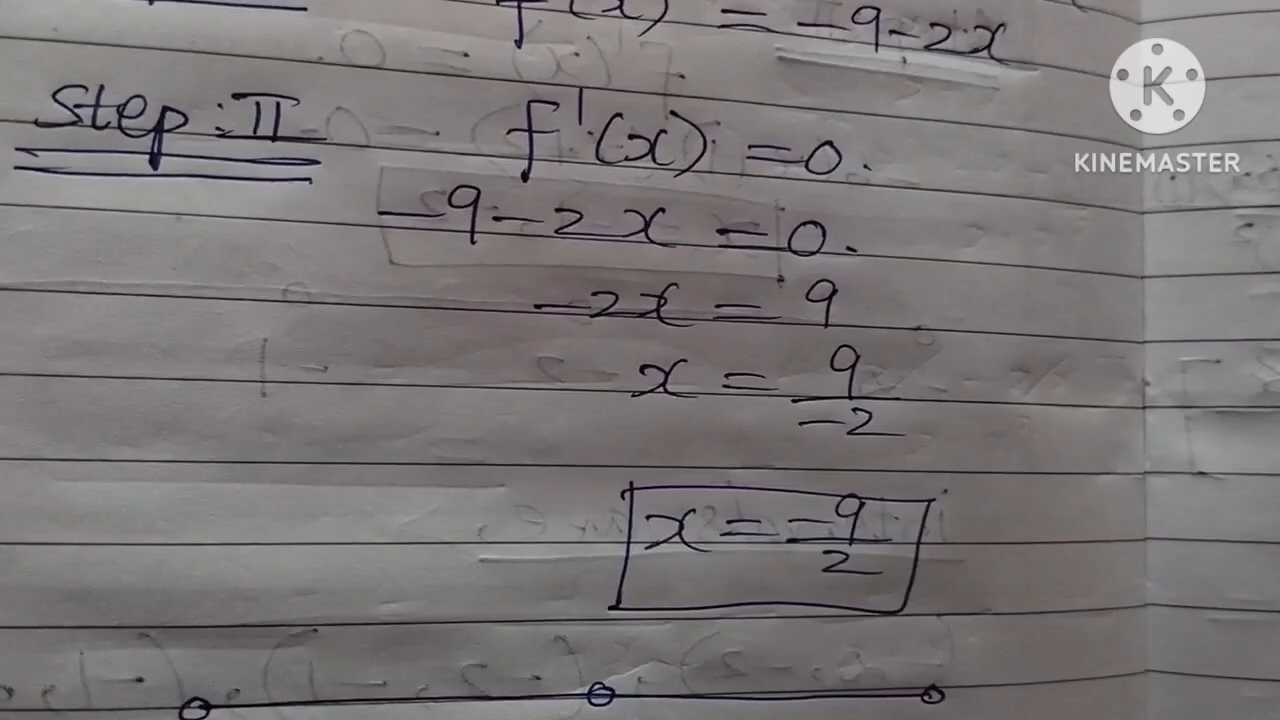 f'(x) = -9-2x
Step:II f'(x) = 0.
-9-2x = 0.
-2x = 9
x = 9/-2
x = -9/2
K
KINEMASTER